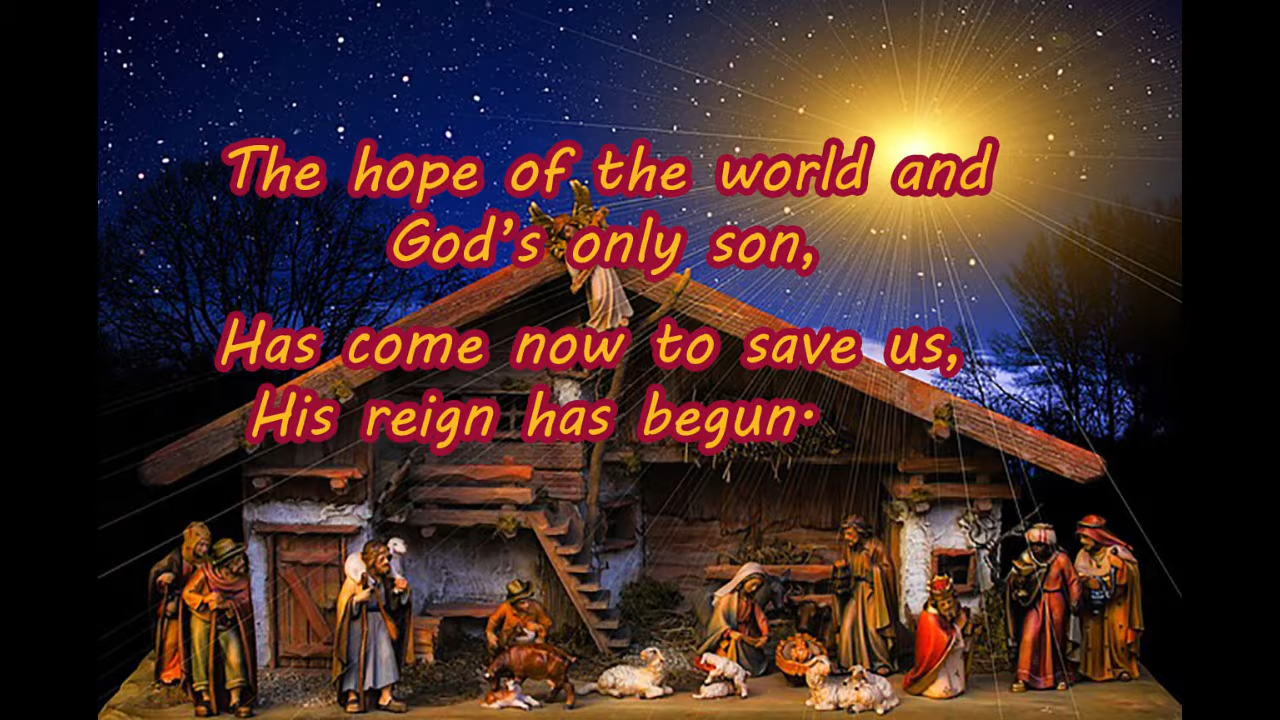 The hope of the world and
God’s only son,
Has come now to save us,
His reign has begun.